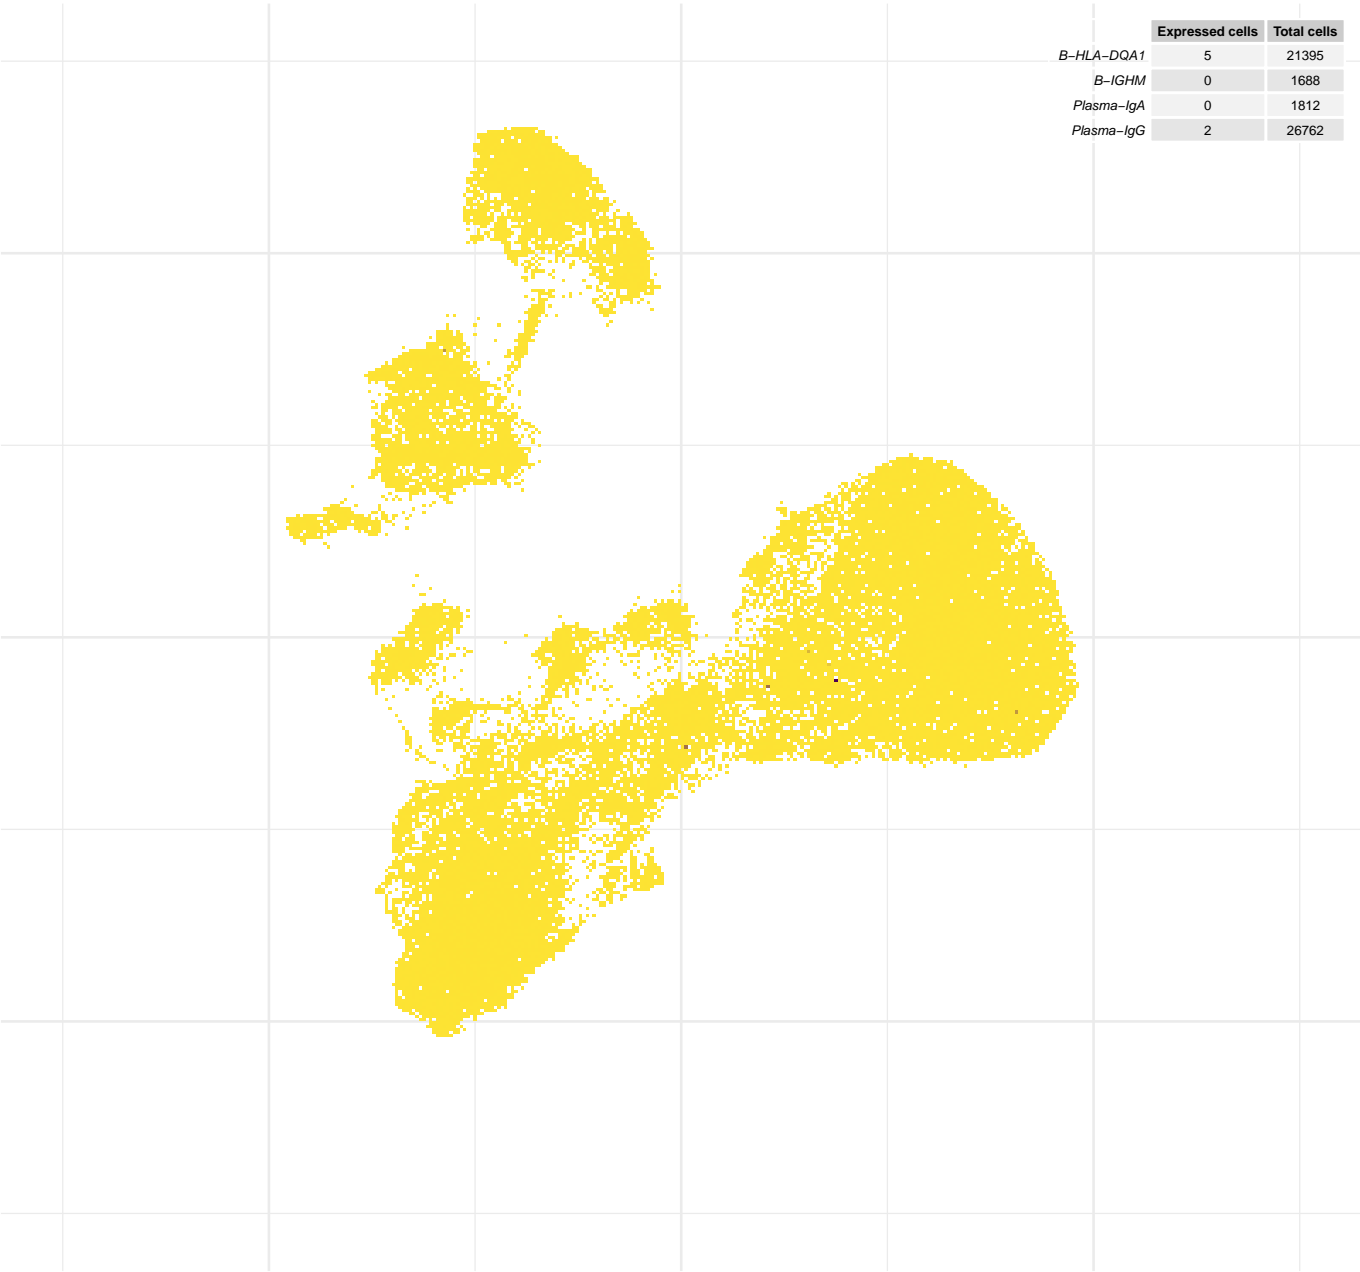 Expressed cells Total cells
B−HLA−DQA1 5 21395
B−IGHM 0 1688
Plasma−IgA 0 1812
Plasma−IgG 2 26762